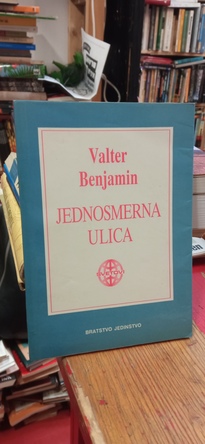 Valter
Benjamin
JEDNOSMERNA
ULICA
BRATSTVO JEDINSTVO